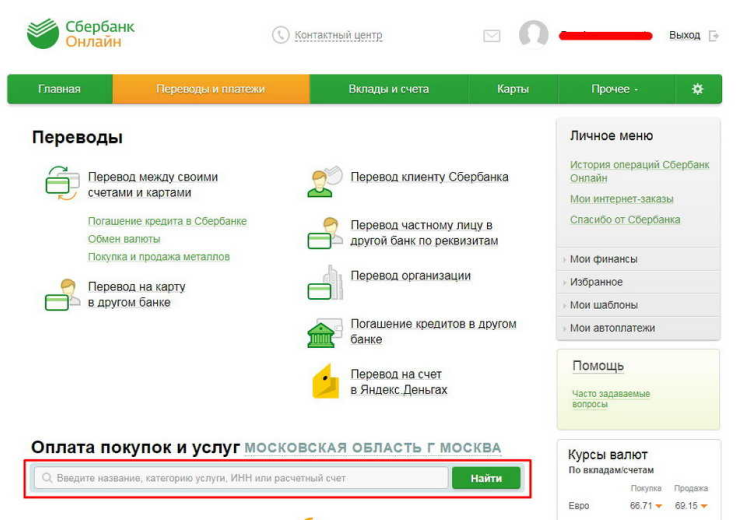 Сбербанк
Онлайн
Контактный центр
Выход
Главная
Переводы и платежи
Вклады и счета
Карты
Прочее
Переводы
Перевод между своими
счетами и картами
Погашение кредита в Сбербанке
Обмен валюты
Покупка и продажа металлов
Перевод на карту
в другом банке
Перевод клиенту Сбербанка
Перевод частному лицу в
другой банк по реквизитам
Перевод организации
Погашение кредитов в другом
банке
Перевод на счет
в Яндекс.Деньгах
Личное меню
История операций Сбербанк
Онлайн
Мои интернет-заказы
Спасибо от Сбербанка
Мои финансы
Избранное
Мои шаблоны
Мои автоплатежи
Помощь
Часто задаваемые
вопросы
Оплата покупок и услуг МОСКОВСКАЯ ОБЛАСТЬ Г МОСКВА
Введите название, категорию услуги, ИНН или расчетный счет
Найти
Курсы валют
По вкладам/счетам
Покупка Продажа
Евро 66.71 69.15